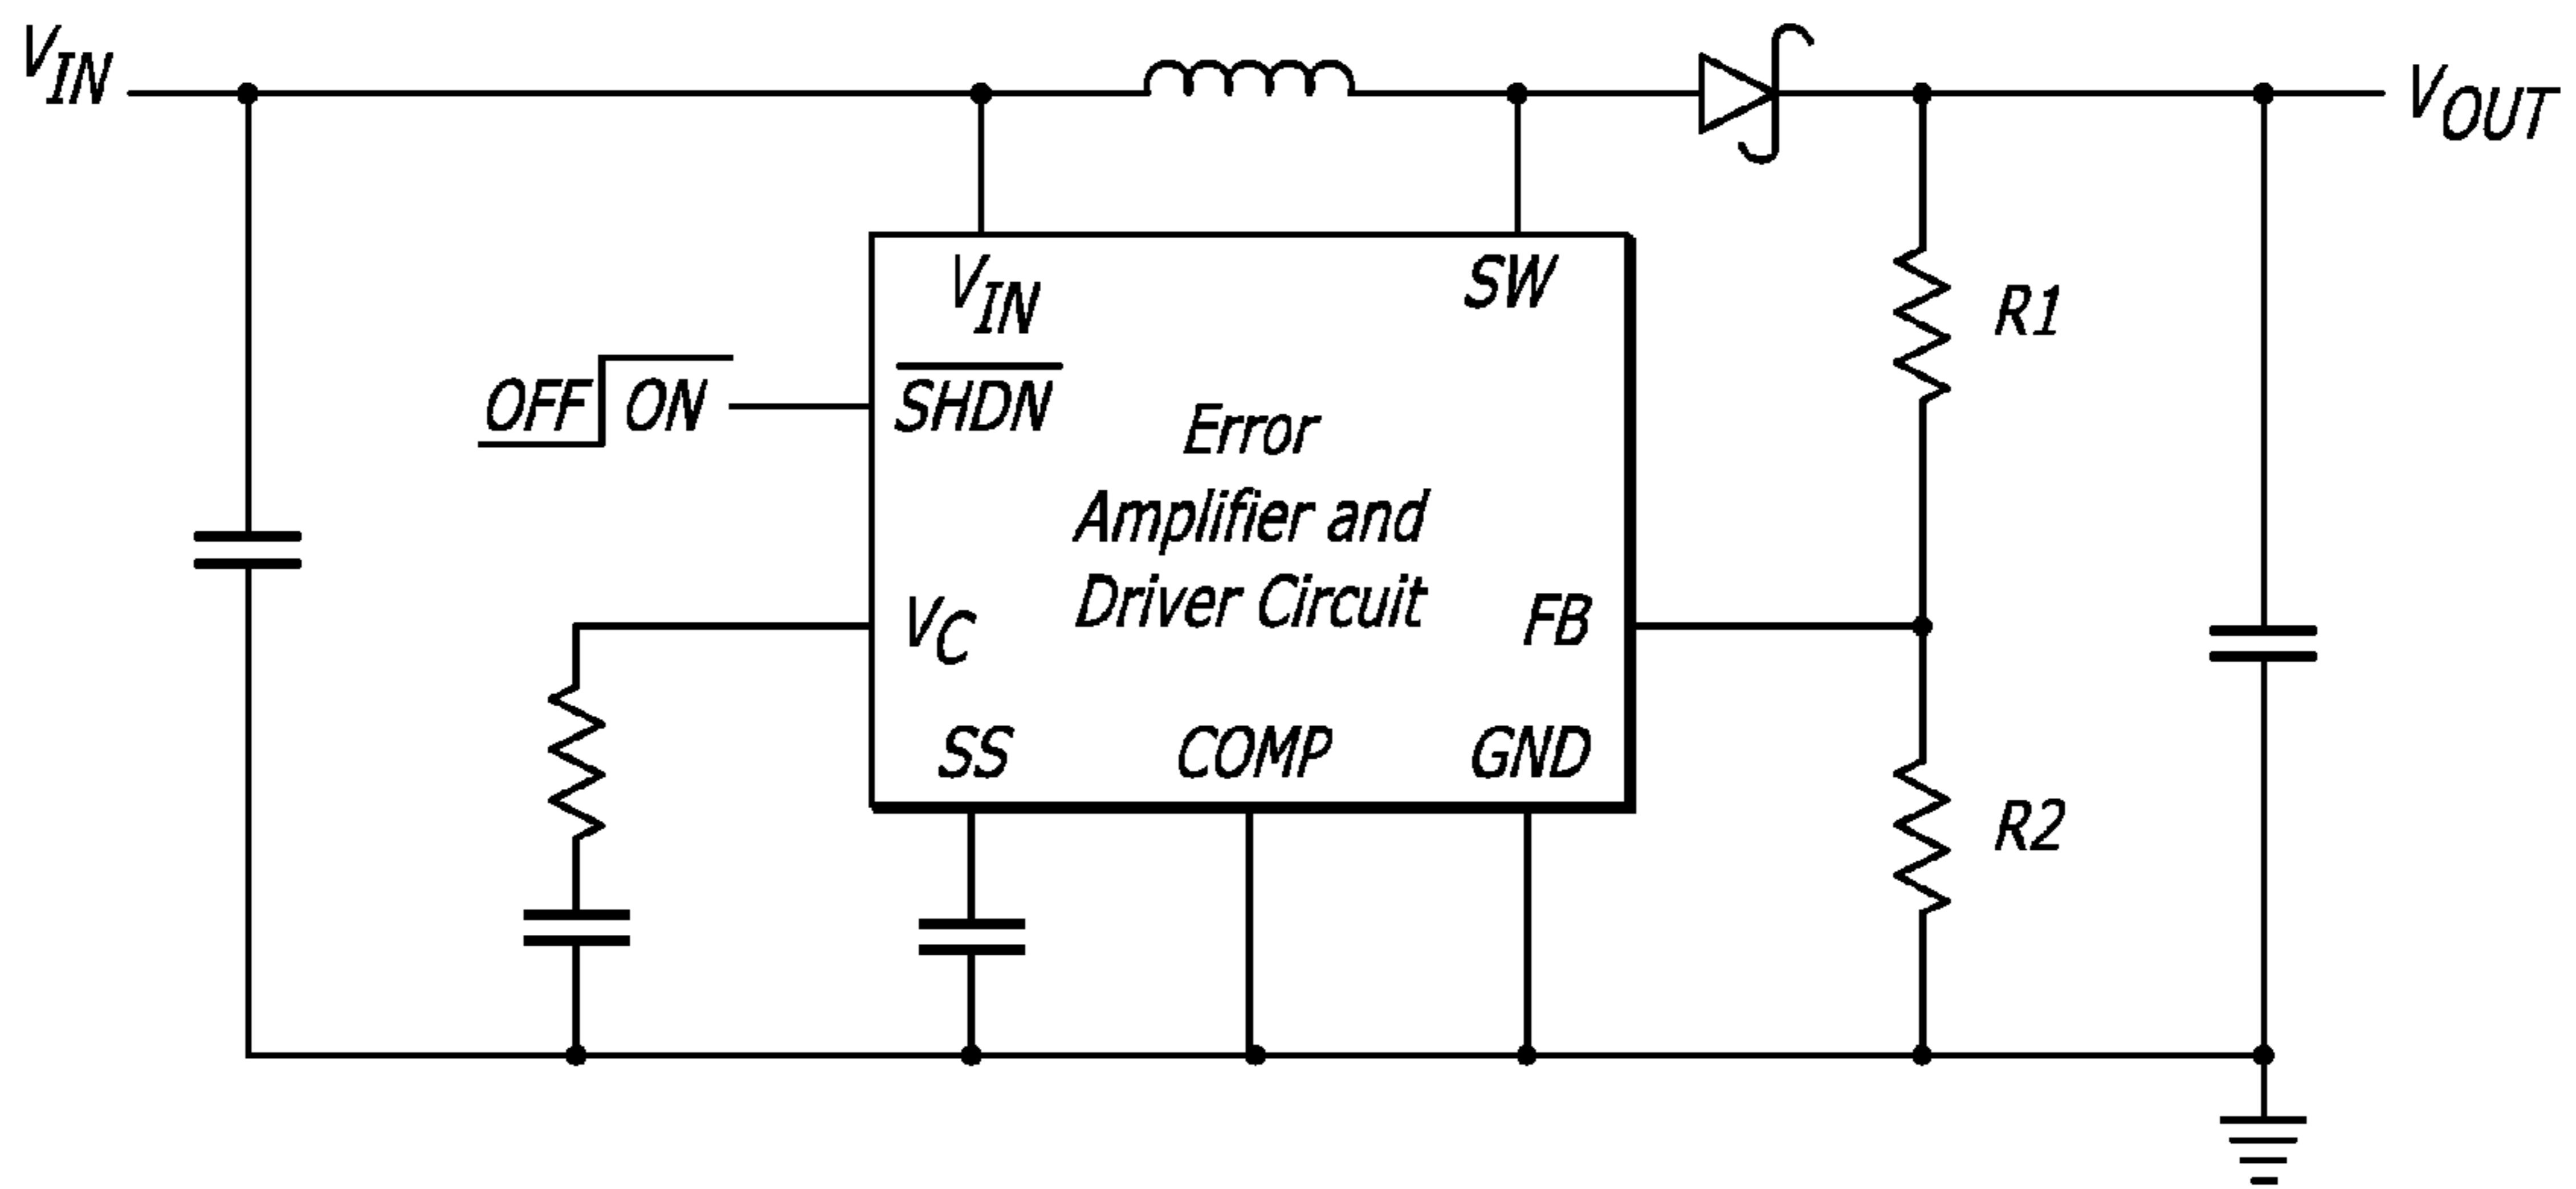 VIN
VOUT
VIN
SW
R1
OFF ON
SHDN
Error
Amplifier and
Driver Circuit
VC
FB
SS
COMP
GND
R2